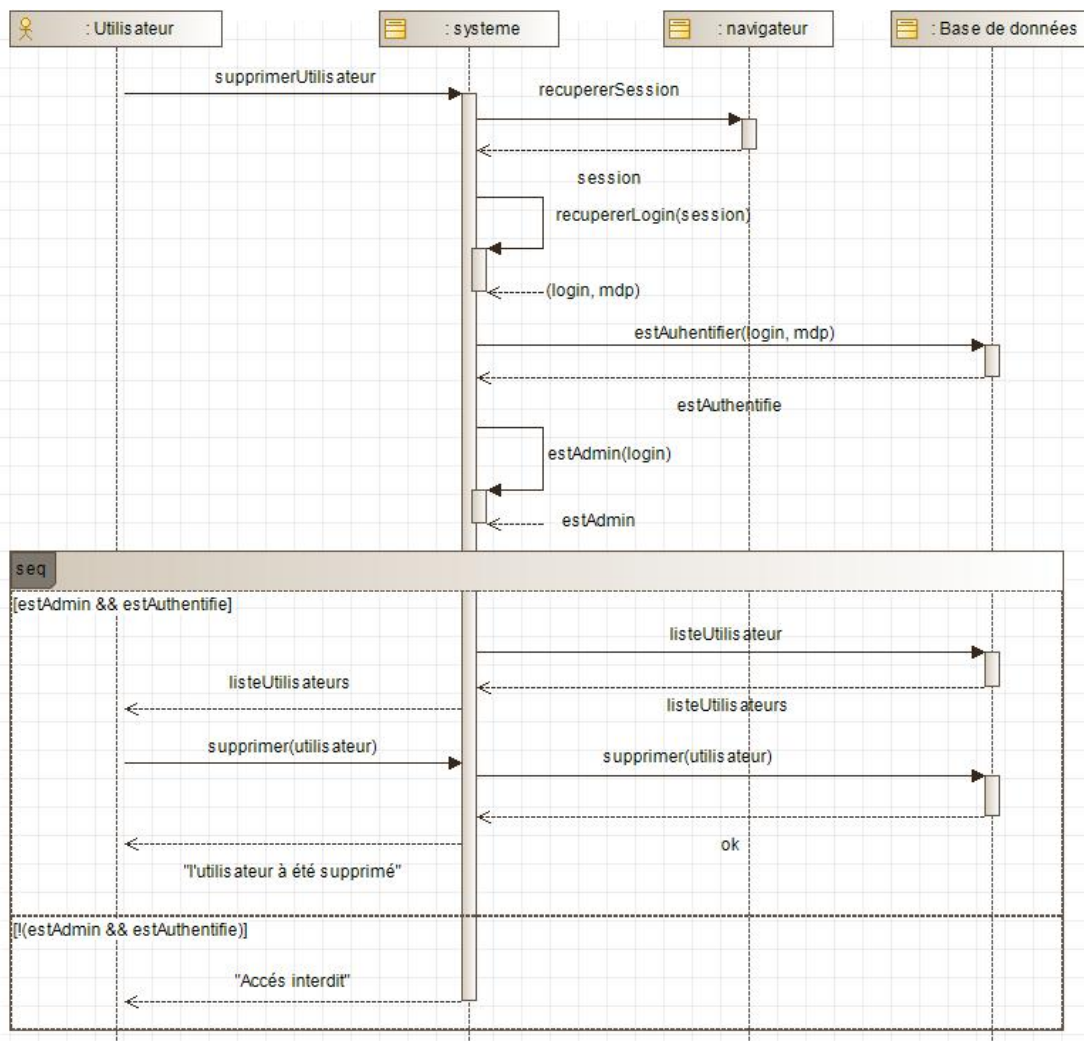 : Utilisateur
: systeme
: navigateur
: Base de données
supprimerUtilisateur
recupererSession
session
recupererLogin(session)
(login, mdp)
estAuhentifier(login, mdp)
estAuthentifie
estAdmin(login)
estAdmin
seq
[estAdmin && estAuthentifie]
listeUtilisateur
listeUtilisateurs
listeUtilisateurs
supprimer(utilisateur)
supprimer(utilisateur)
ok
"l'utilisateur à été supprimé"
[!(estAdmin && estAuthentifie)]
"Accés interdit"